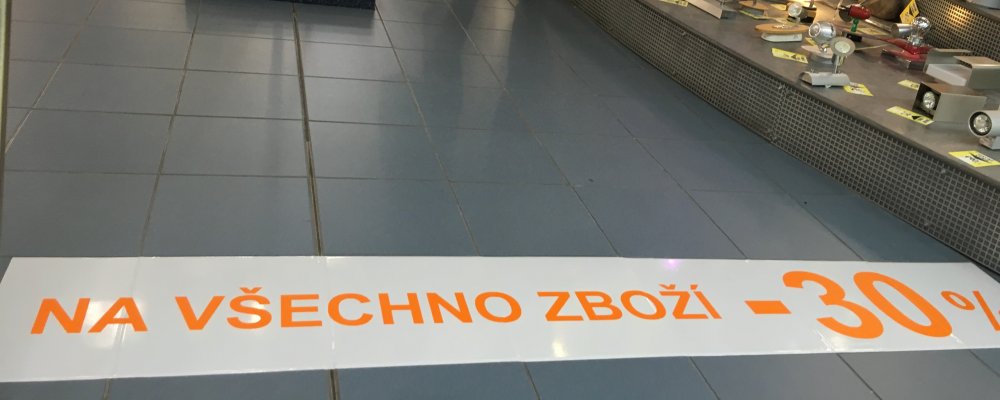 NA VŠECHNO ZBOŽÍ -30%